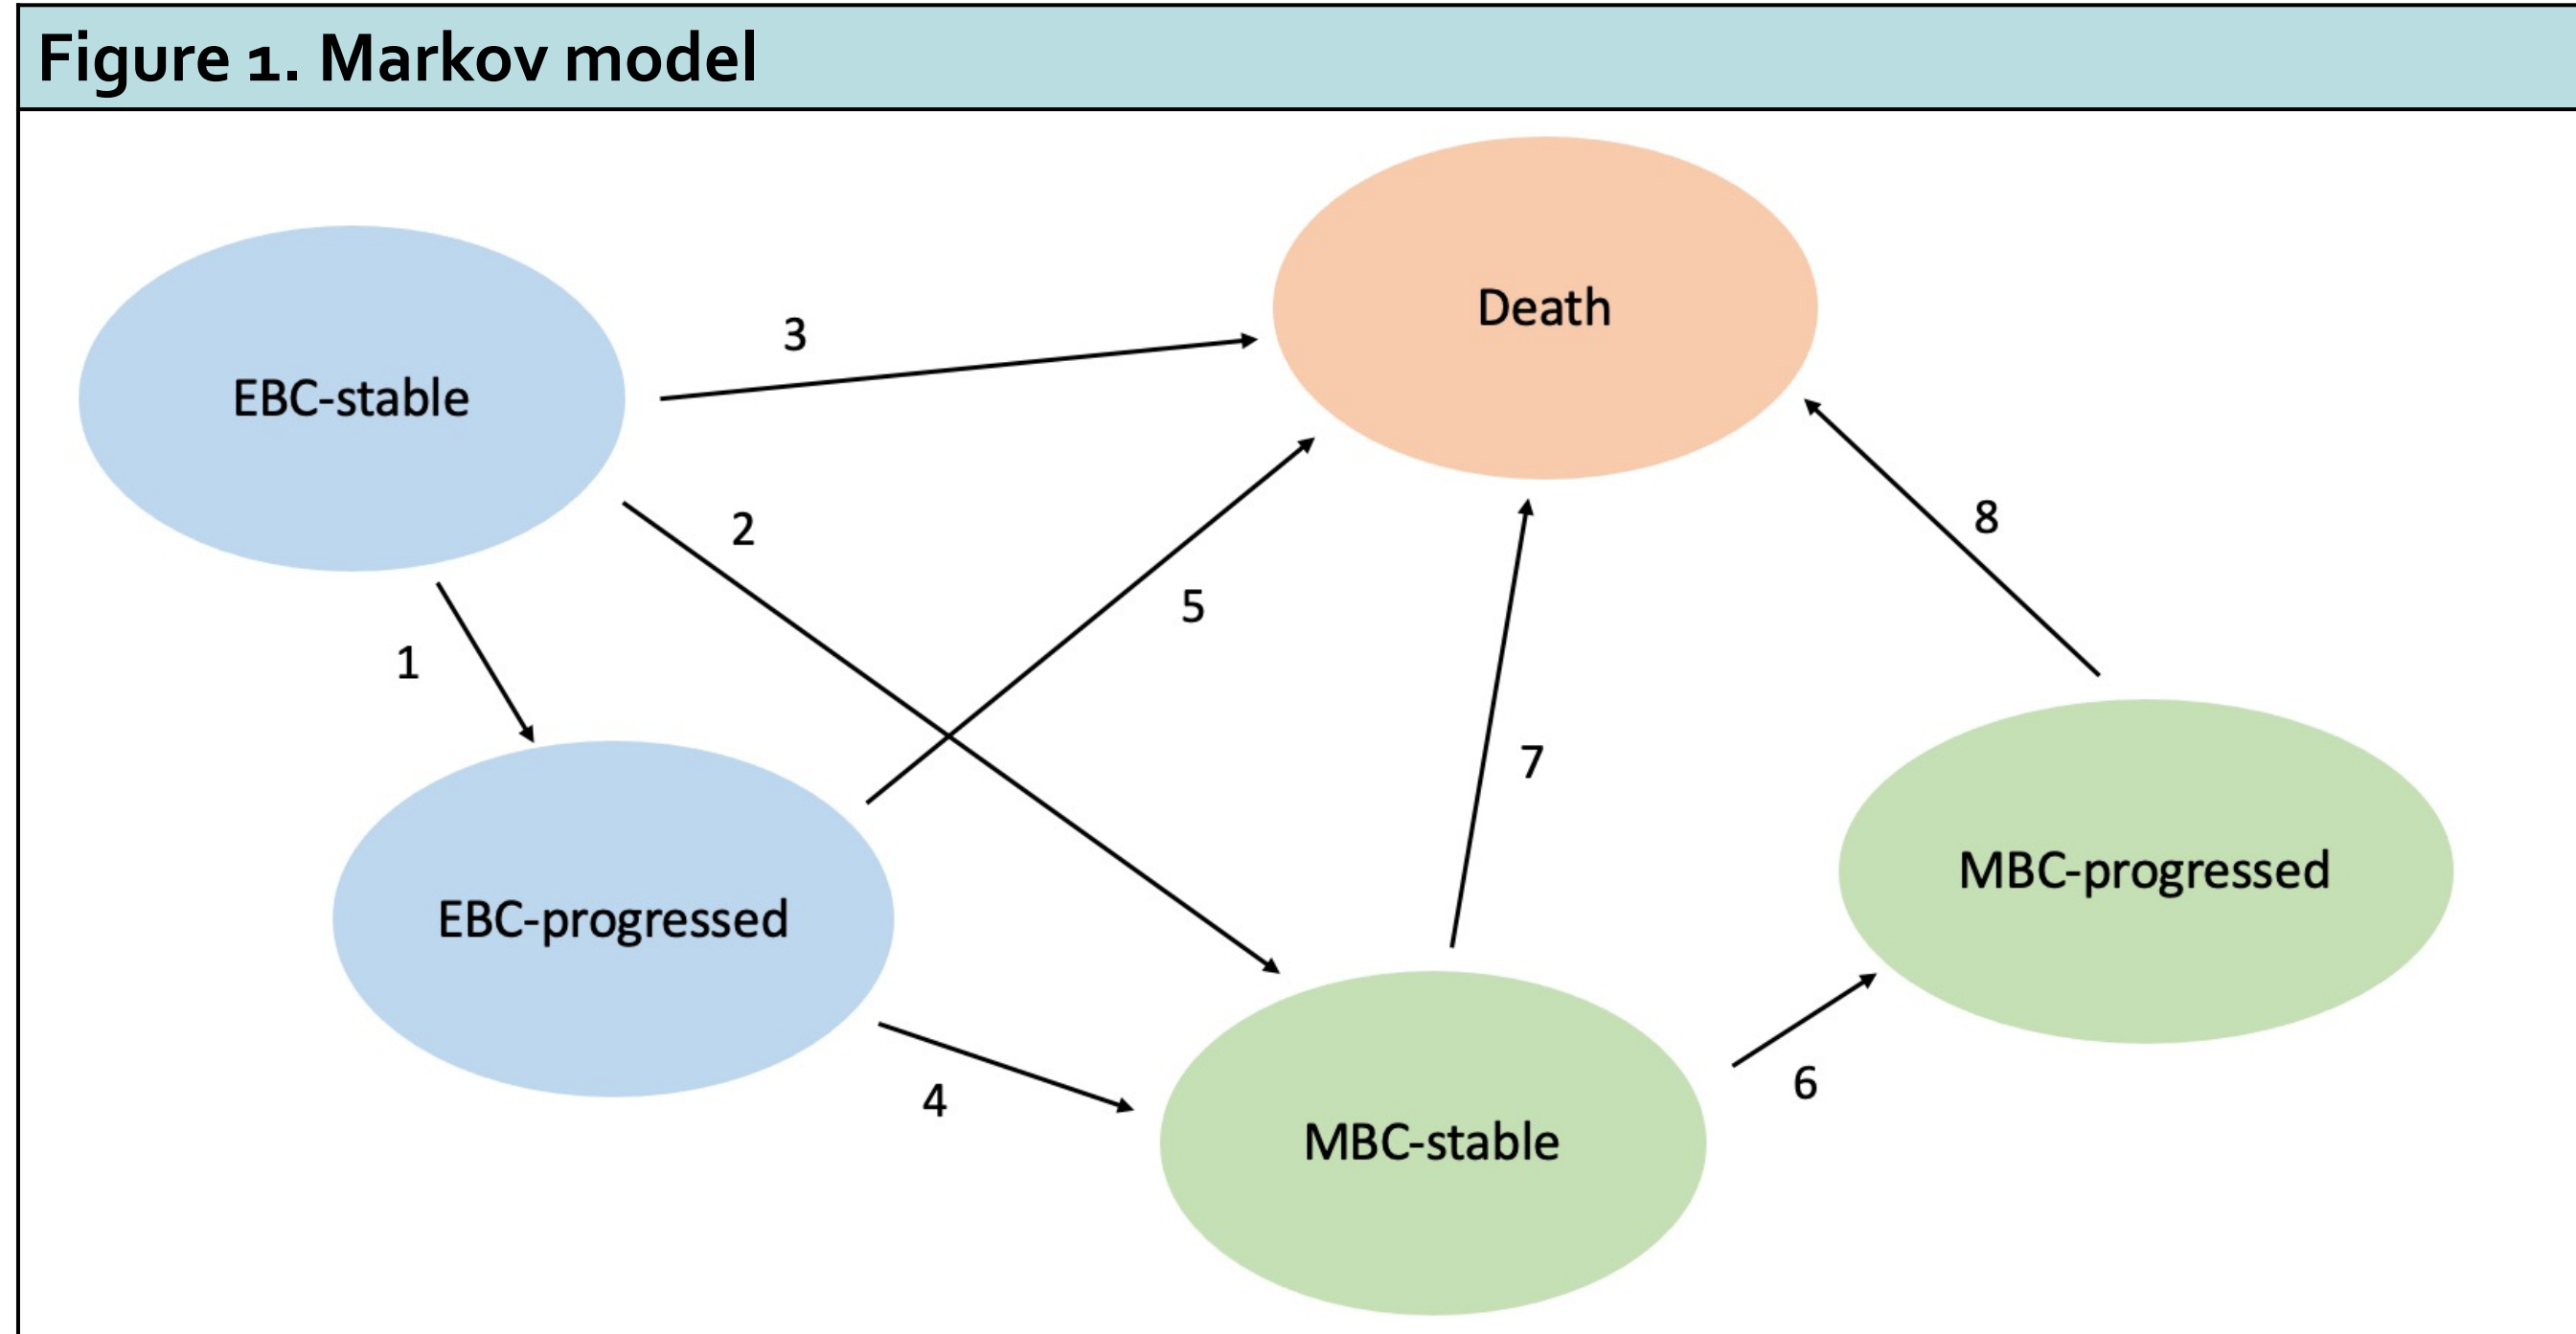 Figure 1. Markov model
Death
EBC-stable
3
2
8
5
1
7
MBC-progressed
EBC-progressed
6
4
MBC-stable